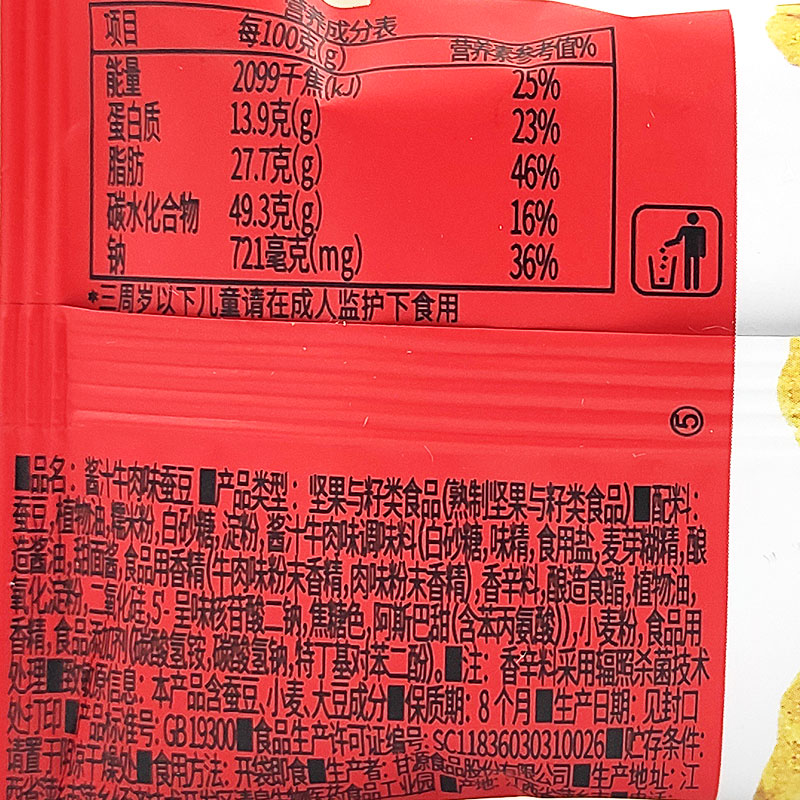 营养成分表
项目 每100克(g) 营养素参考值%
能量 2099千焦(kJ) 25%
蛋白质 13.9克(g) 23%
脂肪 27.7克(g) 46%
碳水化合物 49.3克(g) 16%
钠 721毫克(mg) 36%
*三周岁以下儿童请在成人监护下食用
5
■品名：酱汁牛肉味蚕豆■产品类型：坚果与籽类食品(熟制坚果与籽类食品)■配料：
蚕豆,植物油,糯米粉,白砂糖,淀粉,酱汁牛肉味调味料(白砂糖,味精,食用盐,麦芽糊精,酿
造酱油,甜面酱,食品用香精(牛肉味粉末香精,肉味粉末香精),香辛料,酿造食醋,植物油,
氧化淀粉,二氧化硅,5'-呈味核苷酸二钠,焦糖色,阿斯巴甜(含苯丙氨酸)),小麦粉,食品用
香精,食品添加剂(碳酸氢铵,碳酸氢钠,特丁基对苯二酚)。■注：香辛料采用辐照杀菌技术
处理■致敏原信息：本产品含蚕豆,小麦,大豆成分■保质期：8个月■生产日期：见封口
处打印■产品标准号：GB19300■食品生产许可证编号：SC11836030310026■贮存条件：
请置于阴凉干燥处■食用方法：开袋即食■生产者：甘源食品股份有限公司■生产地址：江
医药食品工业园■产地：